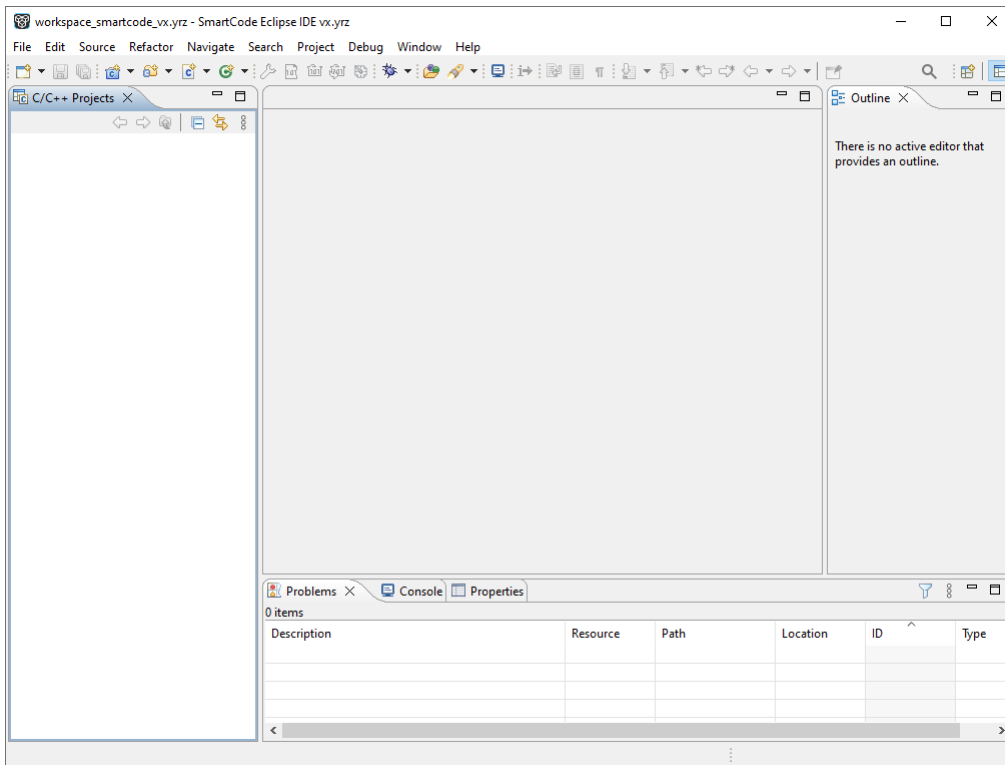 workspace_smartcode_vx.yrz - SmartCode Eclipse IDE vx.yrz
File Edit Source Refactor Navigate Search Project Debug Window Help
C/C++ Projects
Outline
There is no active editor that
provides an outline.
Problems Console Properties
0 items
Description Resource Path Location ID Type